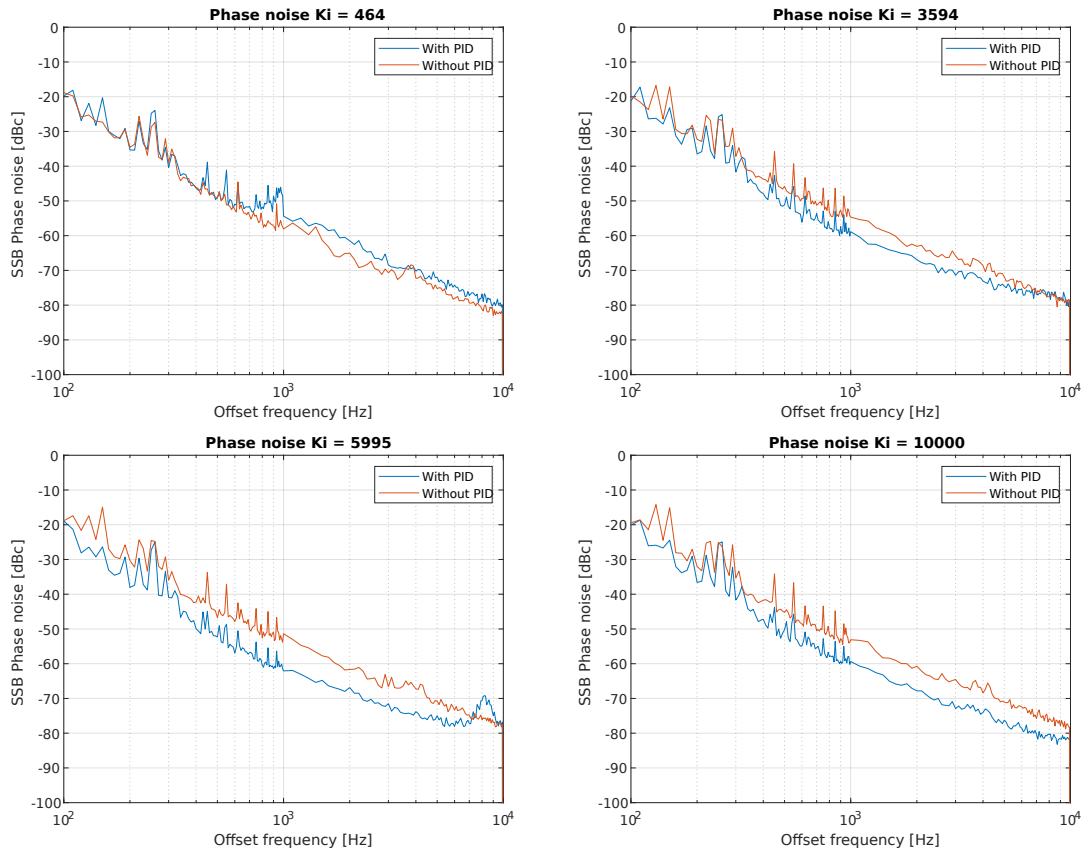 Phase noise Ki = 464
0
-10
-20
-30
-40
-50
-60
-70
-80
-90
-100
SSB Phase noise [dBc]
With PID
Without PID
10²
10³
10⁴
Offset frequency [Hz]
Phase noise Ki = 3594
0
-10
-20
-30
-40
-50
-60
-70
-80
-90
-100
SSB Phase noise [dBc]
With PID
Without PID
10²
10³
10⁴
Offset frequency [Hz]
Phase noise Ki = 5995
0
-10
-20
-30
-40
-50
-60
-70
-80
-90
-100
SSB Phase noise [dBc]
With PID
Without PID
10²
10³
10⁴
Offset frequency [Hz]
Phase noise Ki = 10000
0
-10
-20
-30
-40
-50
-60
-70
-80
-90
-100
SSB Phase noise [dBc]
With PID
Without PID
10²
10³
10⁴
Offset frequency [Hz]